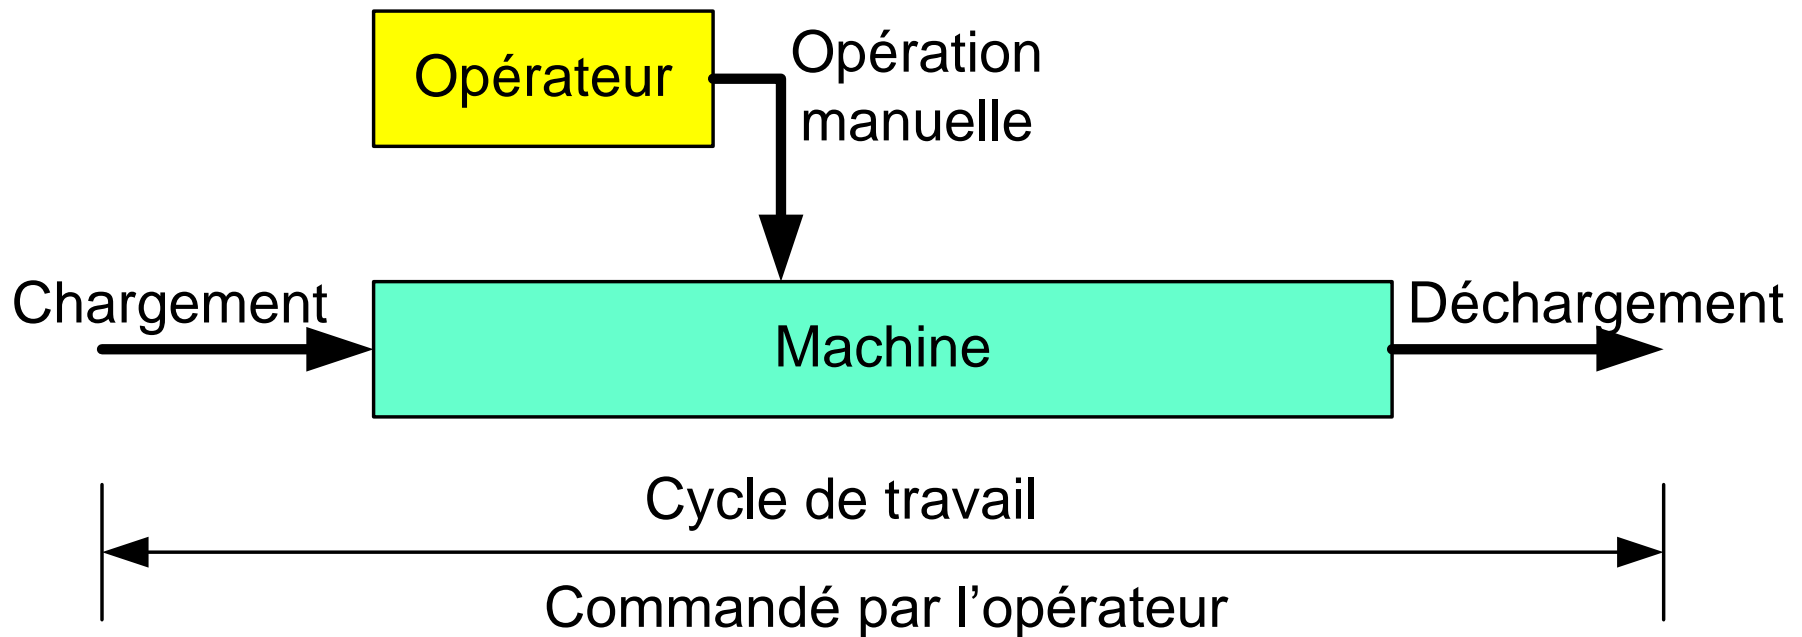 Opérateur
Opération
manuelle
Chargement
Machine
Déchargement
Cycle de travail
Commandé par l’opérateur